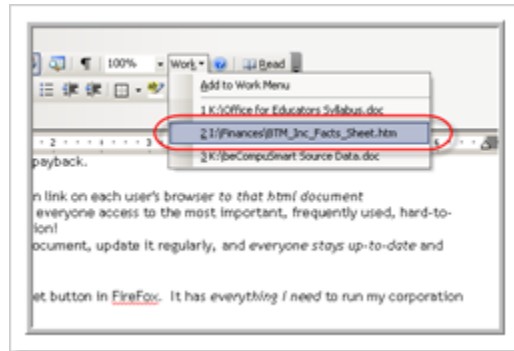 100% Work Read
Add to Work Menu
1 K:\Office for Educators Syllabus.doc
2 I:\Finances\BTM_Inc_Facts_Sheet.htm
3 K:\beCompuSmart Source Data.doc
payback.
n link on each user's browser to that html document
everyone access to the most important, frequently used, hard-to-
ion!
ocument, update it regularly, and everyone stays up-to-date and
et button in FireFox. It has everything I need to run my corporation